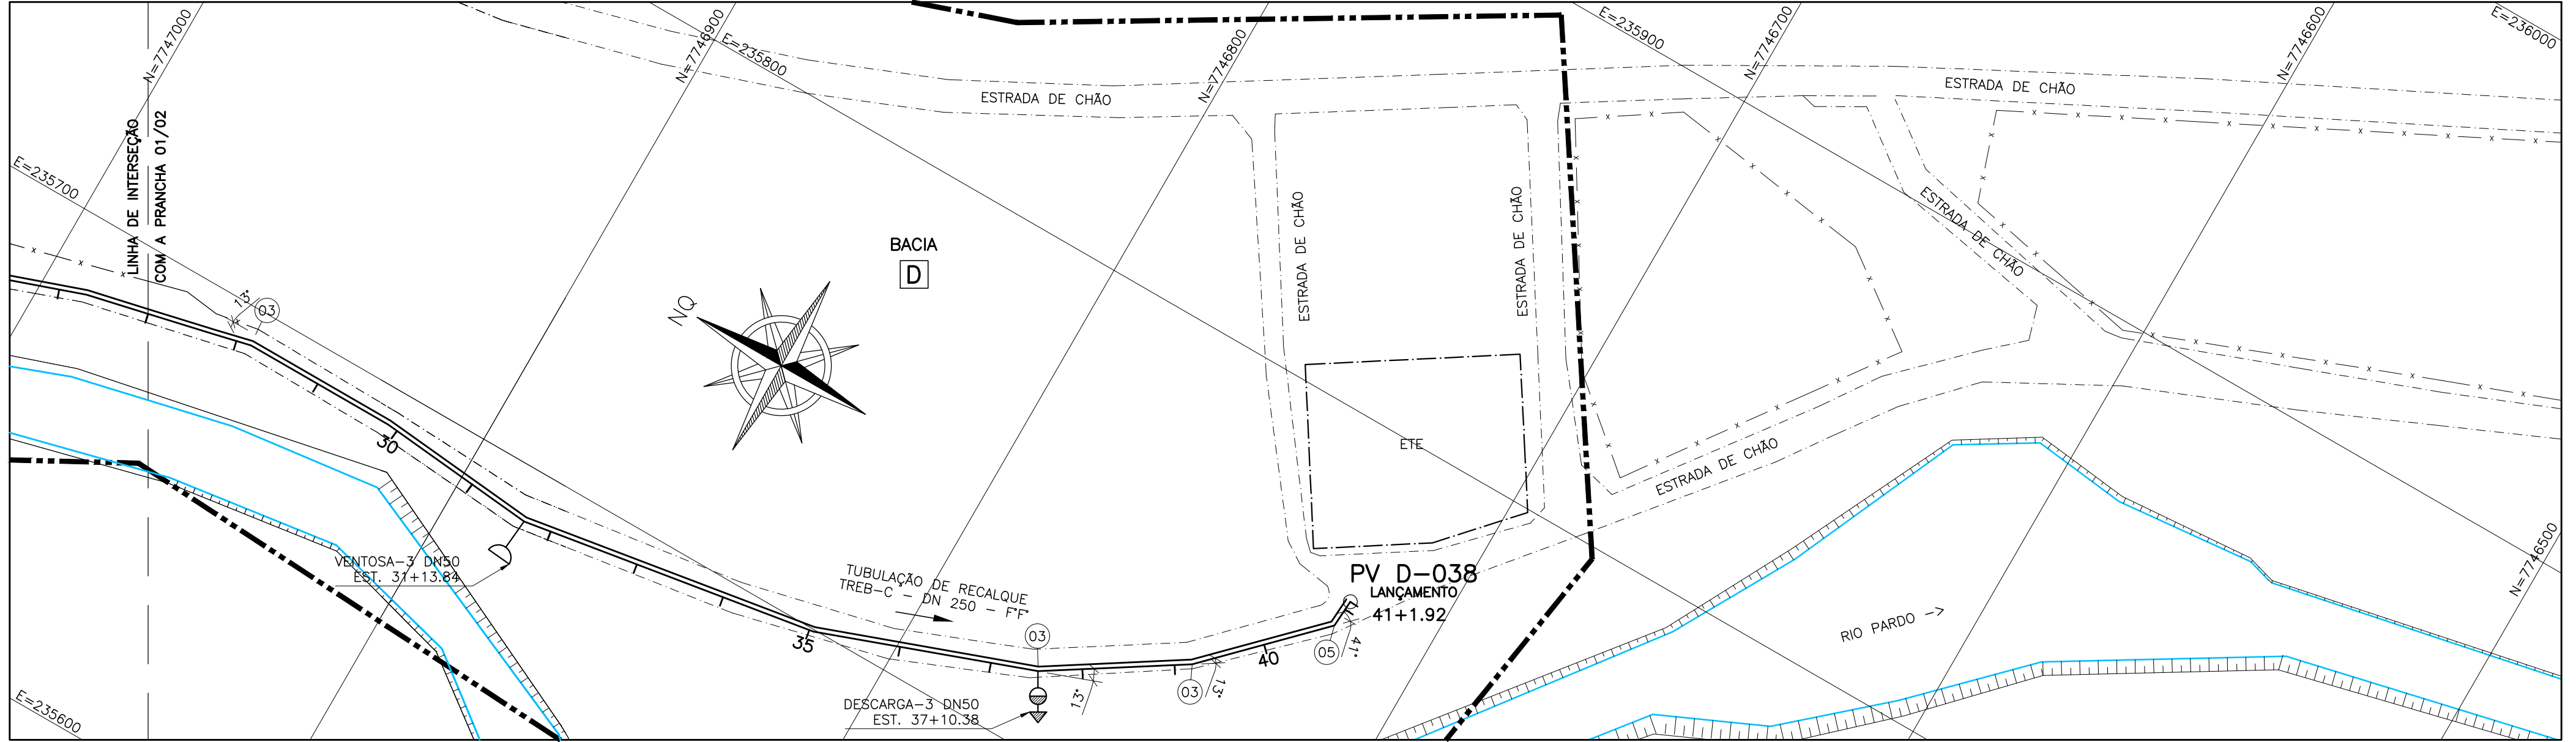 N=7747000
N=7746900
E=235800
N=7746800
E=235900
N=7746700
N=7746600
E=236000
ESTRADA DE CHÃO
ESTRADA DE CHÃO
LINHA DE INTERSEÇÃO
COM A PRANCHA 01/02
E=235700
ESTRADA DE CHÃO
ESTRADA DE CHÃO
ESTRADA DE CHÃO
BACIA
D
NQ
13°
03
30
ETE
ESTRADA DE CHÃO
VENTOSA-3 DN50
EST. 31+13.84
TUBULAÇÃO DE RECALQUE
TREB-C - DN 250 - F°F°
PV D-038
LANÇAMENTO
41+1.92
N=7746500
RIO PARDO ->
35
03
40
05
41°
13°
03
13°
DESCARGA-3 DN50
EST. 37+10.38
E=235600